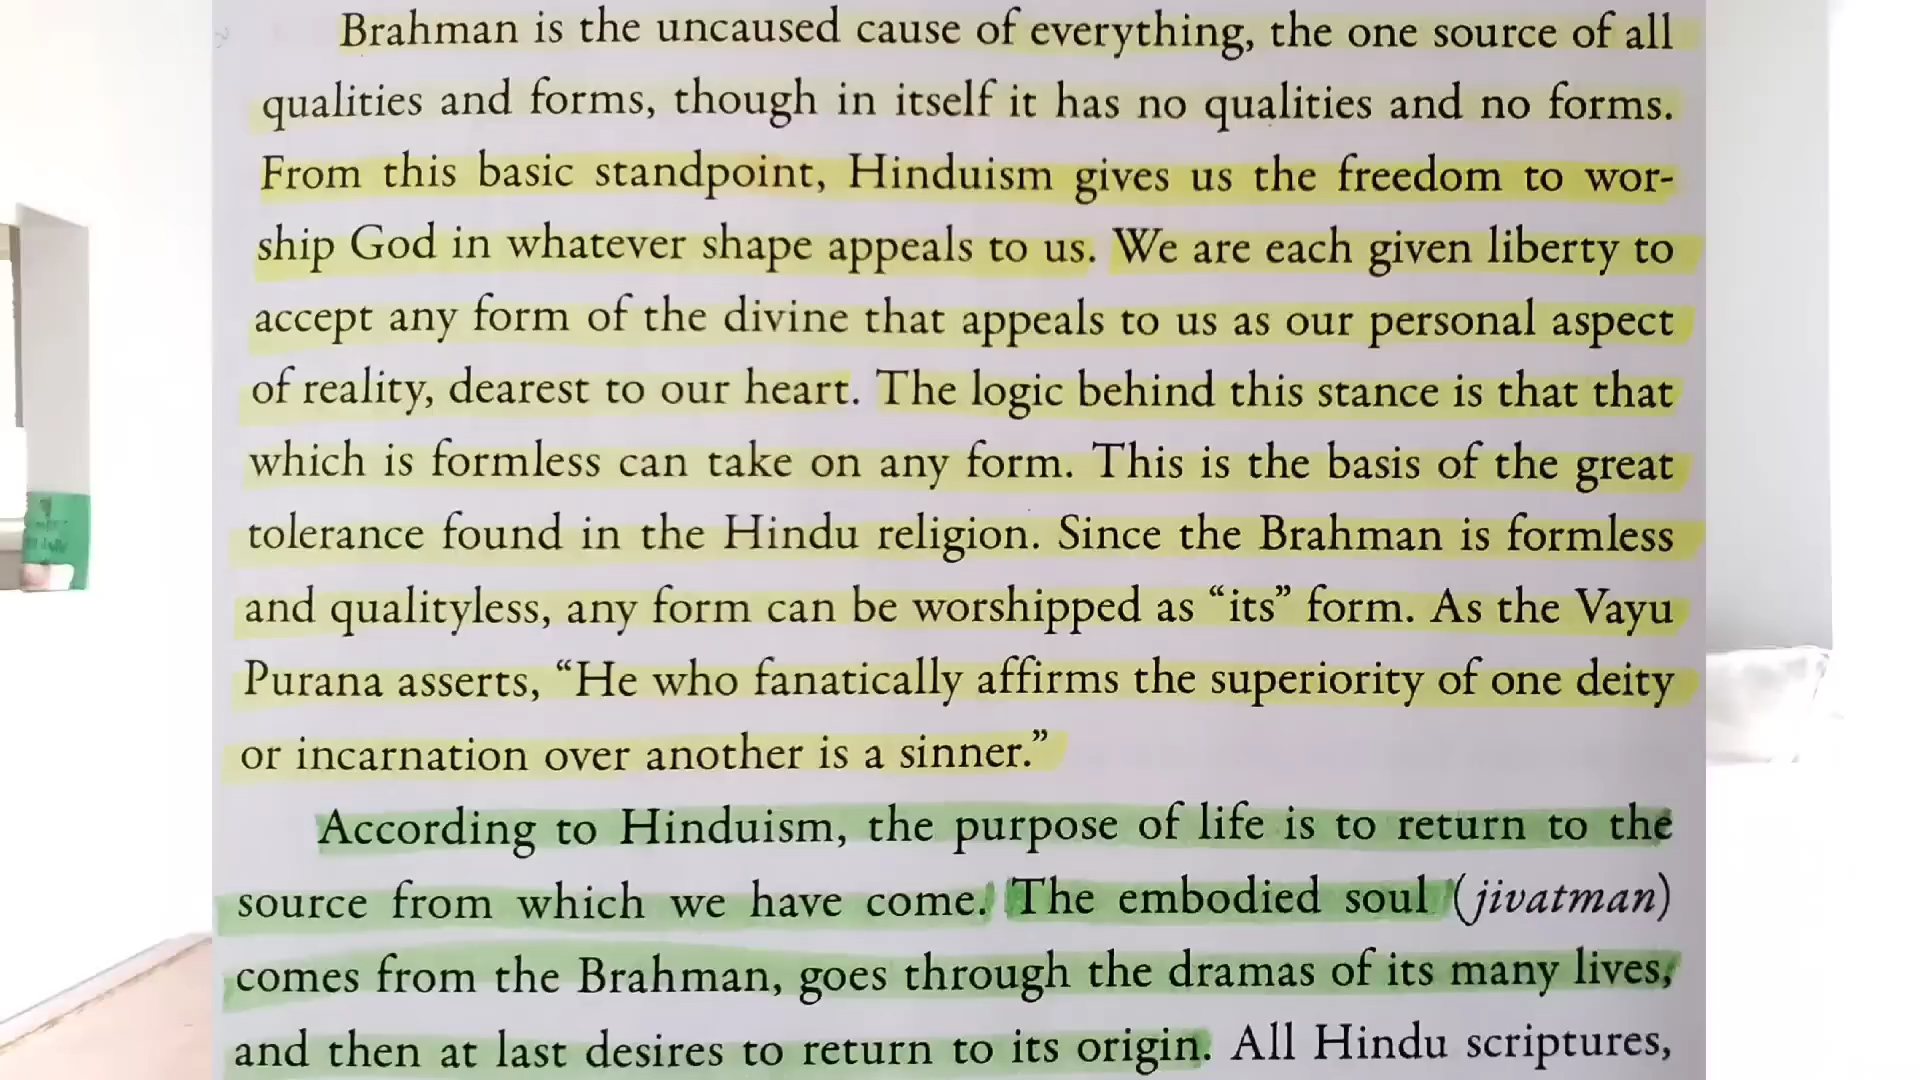 Brahman is the uncaused cause of everything, the one source of all
qualities and forms, though in itself it has no qualities and no forms.
From this basic standpoint, Hinduism gives us the freedom to wor-
ship God in whatever shape appeals to us. We are each given liberty to
accept any form of the divine that appeals to us as our personal aspect
of reality, dearest to our heart. The logic behind this stance is that that
which is formless can take on any form. This is the basis of the great
tolerance found in the Hindu religion. Since the Brahman is formless
and qualityless, any form can be worshipped as “its” form. As the Vayu
Purana asserts, “He who fanatically affirms the superiority of one deity
or incarnation over another is a sinner.”
According to Hinduism, the purpose of life is to return to the
source from which we have come. The embodied soul (jivatman)
comes from the Brahman, goes through the dramas of its many lives,
and then at last desires to return to its origin. All Hindu scriptures,